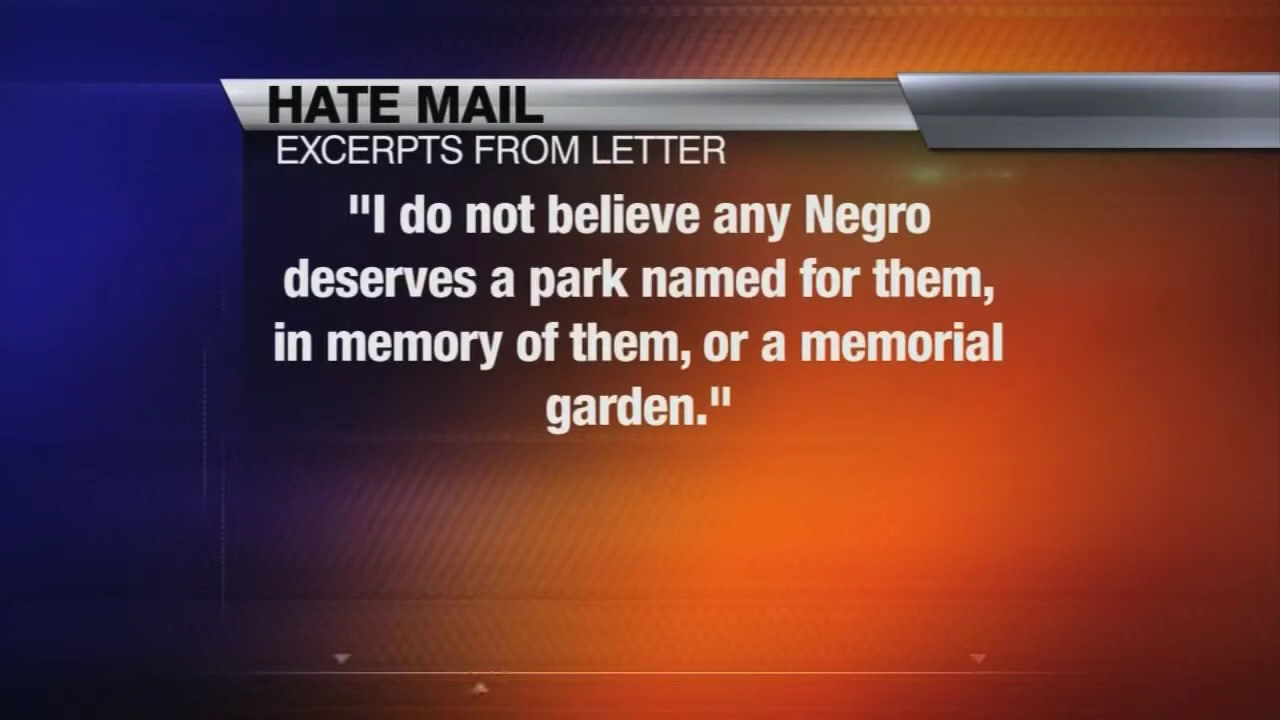 HATE MAIL
EXCERPTS FROM LETTER
"I do not believe any Negro
deserves a park named for them,
in memory of them, or a memorial
garden."